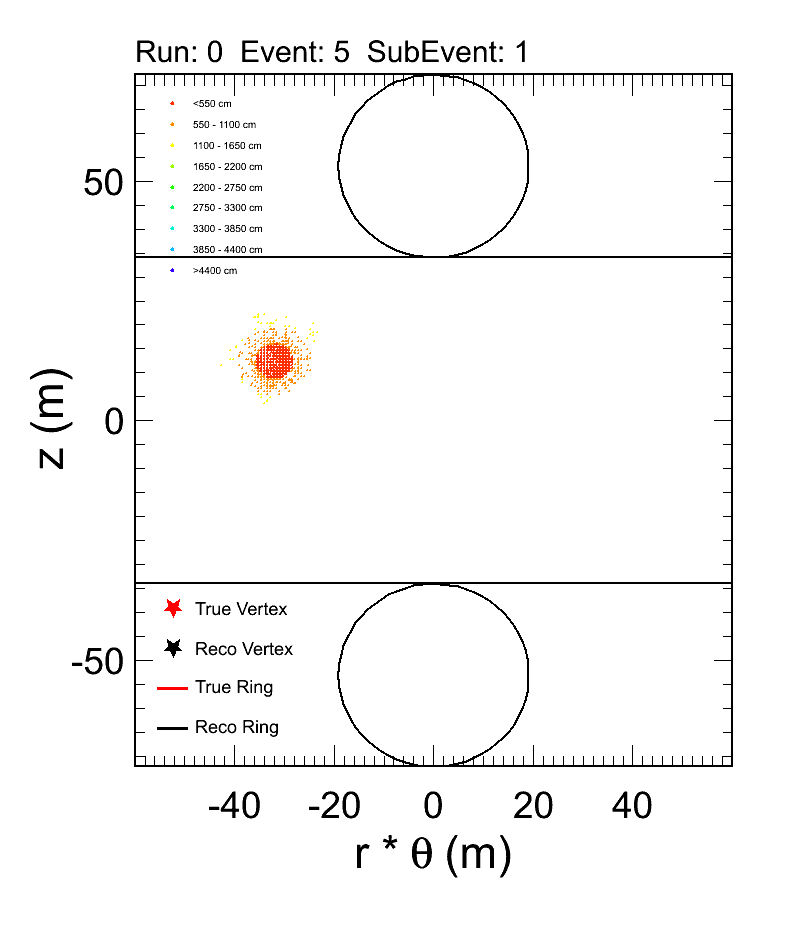 Run: 0 Event: 5 SubEvent: 1
<550 cm
550 - 1100 cm
1100 - 1650 cm
1650 - 2200 cm
2200 - 2750 cm
2750 - 3300 cm
3300 - 3850 cm
3850 - 4400 cm
>4400 cm
50
0
-50
z (m)
True Vertex
Reco Vertex
True Ring
Reco Ring
-40 -20 0 20 40
r * θ (m)